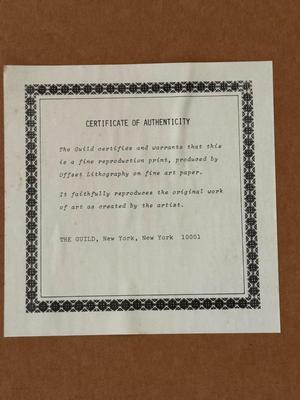 CERTIFICATE OF AUTHENTICITY
The Guild certifies and warrants that this
is a fine reproduction print, produced by
Offset Lithography on fine art paper.
It faithfully reproduces the original work
of art as created by the artist.
THE GUILD, New York, New York 10001